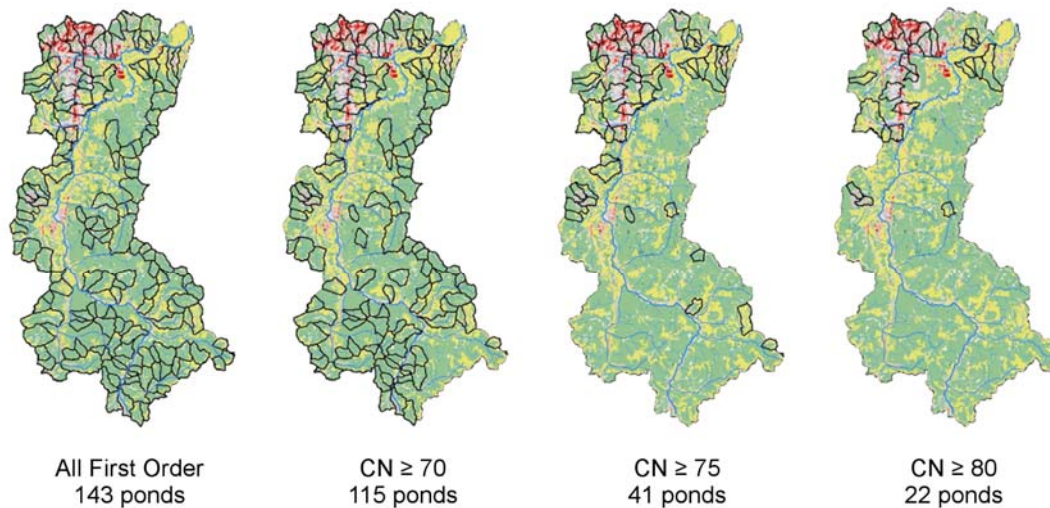 All First Order
143 ponds
CN ≥ 70
115 ponds
CN ≥ 75
41 ponds
CN ≥ 80
22 ponds